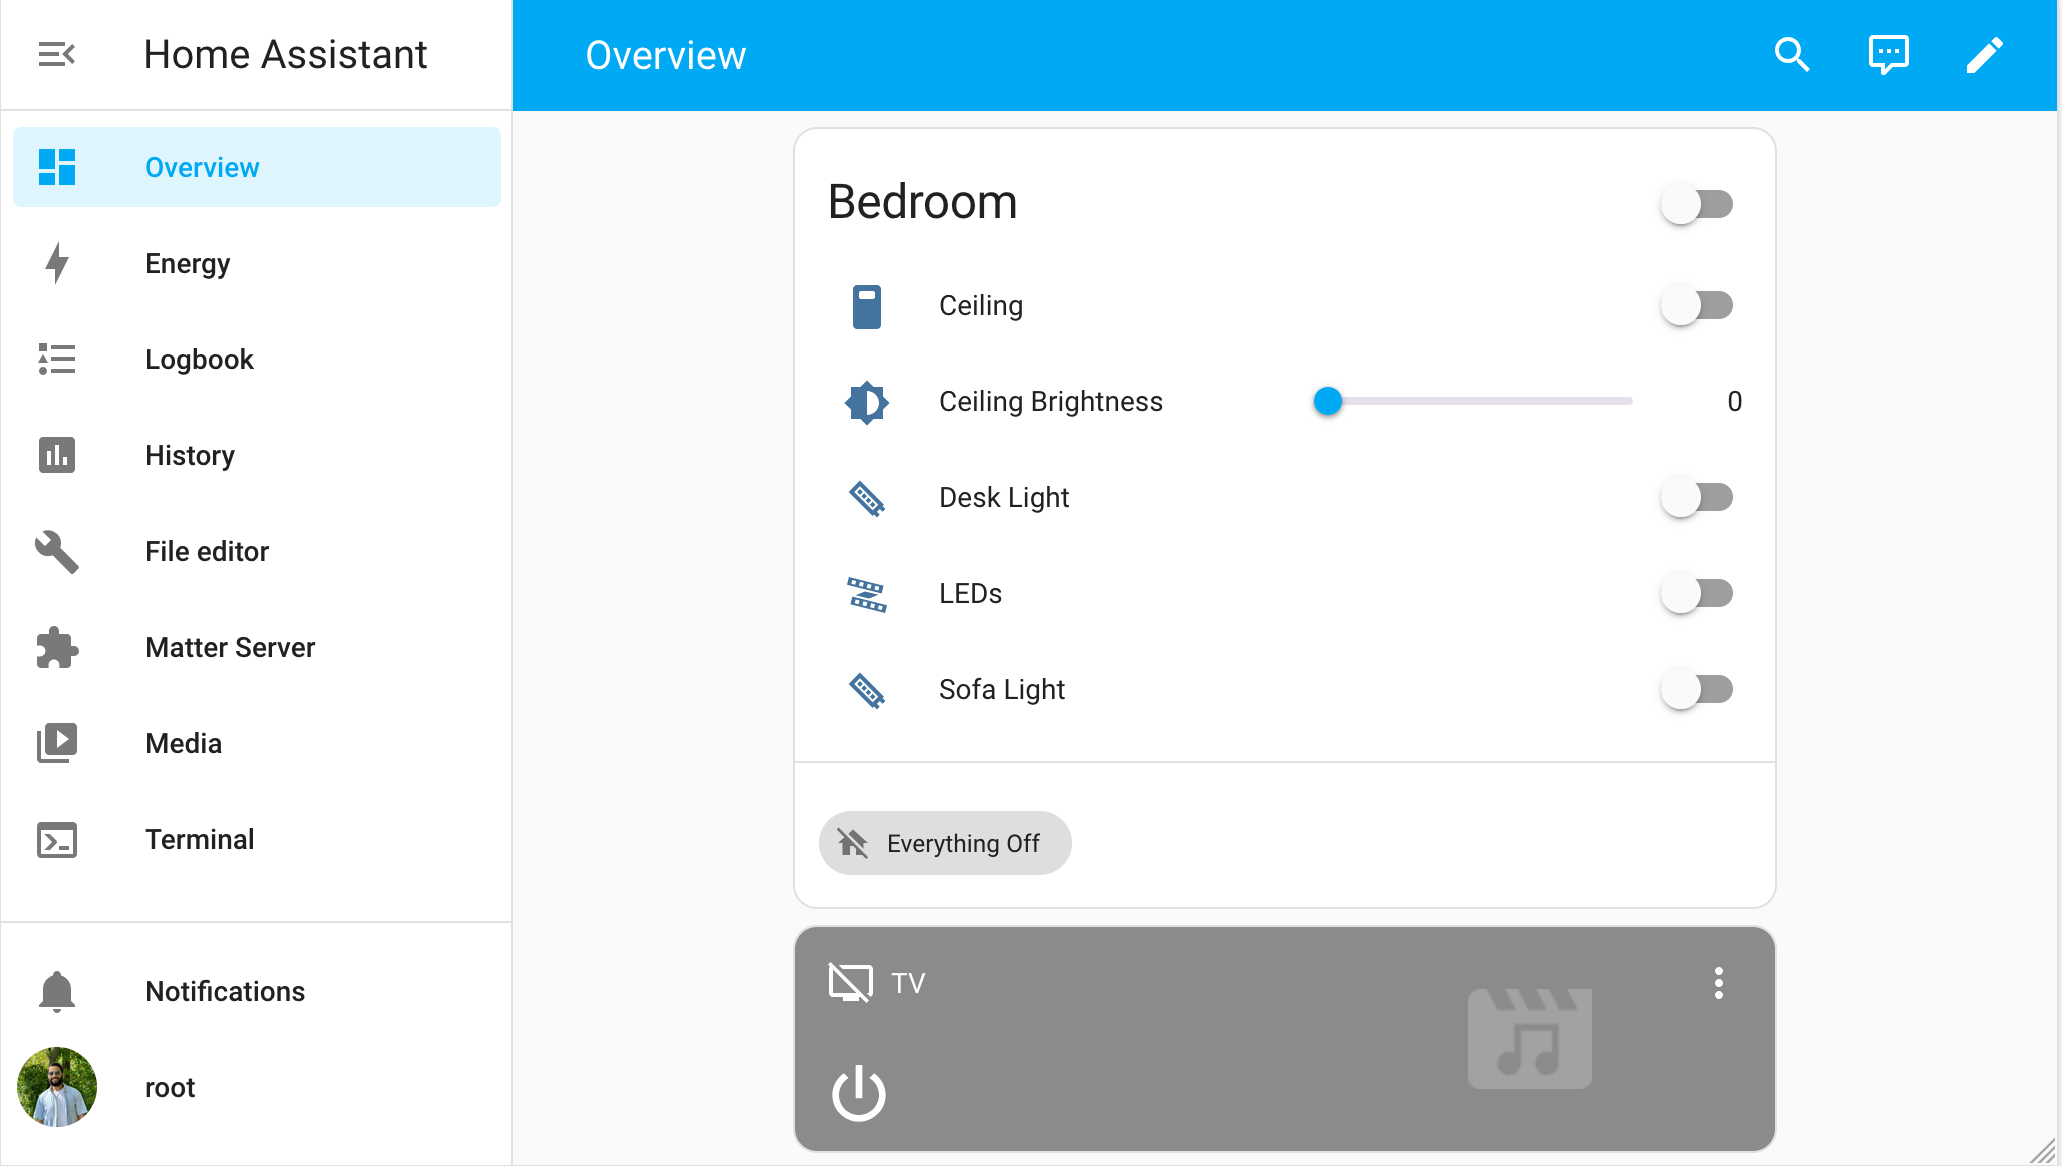 Home Assistant
Overview
Overview
Energy
Logbook
History
File editor
Matter Server
Media
Terminal
Notifications
root
Bedroom
Ceiling
Ceiling Brightness 0
Desk Light
LEDs
Sofa Light
Everything Off
TV